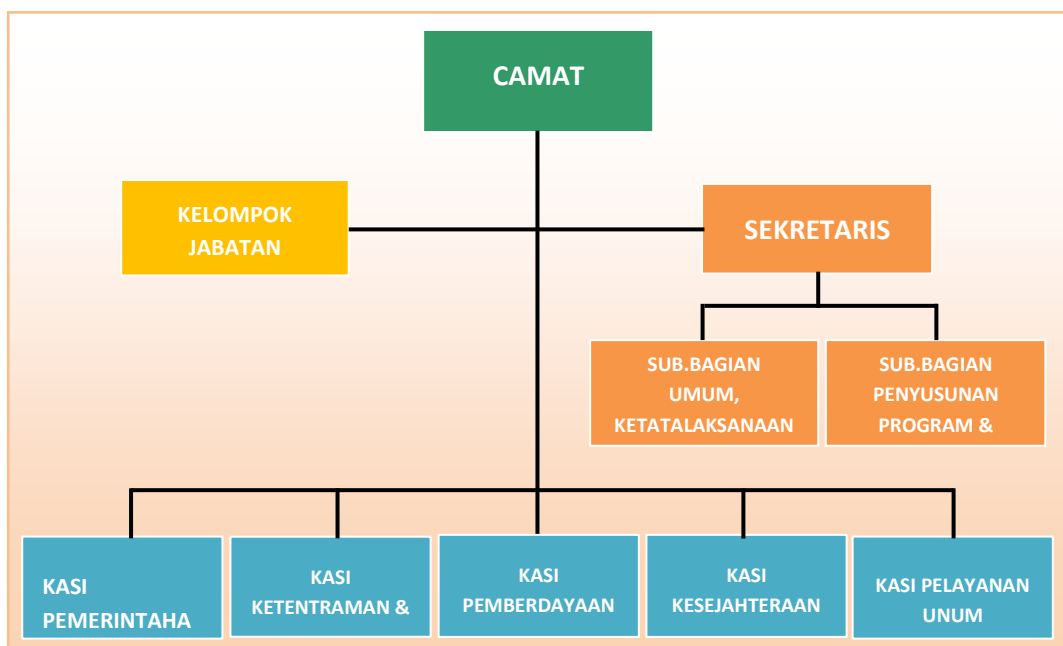 CAMAT
KELOMPOK
JABATAN
SEKRETARIS
SUB.BAGIAN
UMUM,
KETATALAKSANAAN
SUB.BAGIAN
PENYUSUNAN
PROGRAM &
KASI
PEMERINTAHA
KASI
KETENTRAMAN &
KASI
PEMBERDAYAAN
KASI
KESEJAHTERAAN
KASI PELAYANAN
UNUM